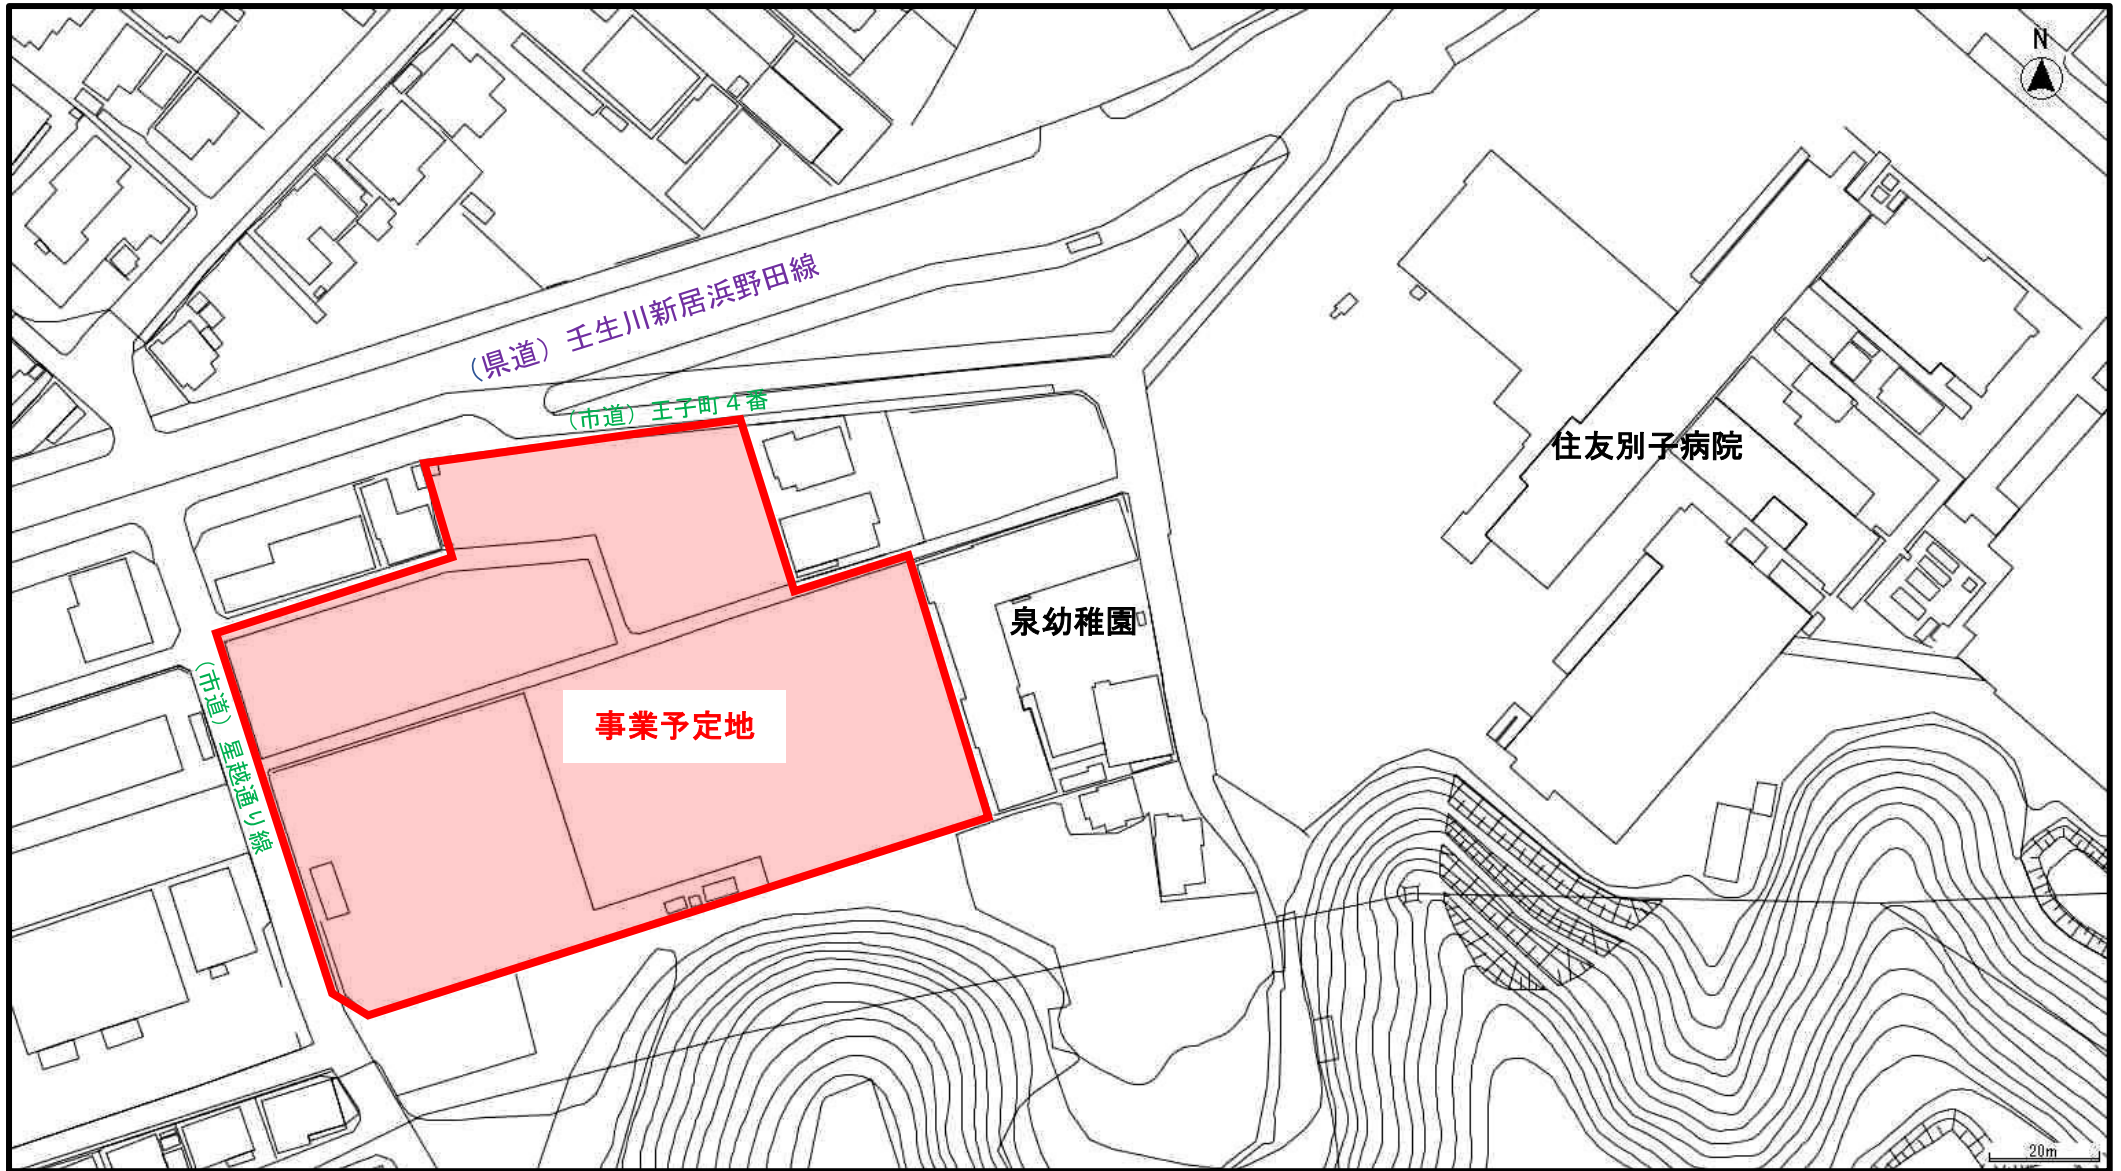 N
（県道）壬生川新居浜野田線
（市道）王子町４番
住友別子病院
泉幼稚園
（市道）星越通り線
事業予定地
20m